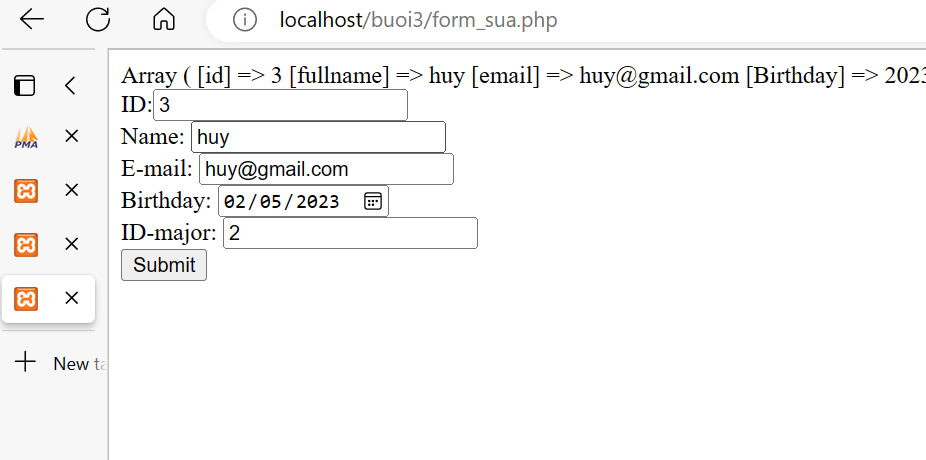 localhost/buoi3/form_sua.php
Array ( [id] => 3 [fullname] => huy [email] => huy@gmail.com [Birthday] => 2023
ID: 3
PMA
Name: huy
E-mail: huy@gmail.com
Birthday: 02/05/2023
ID-major: 2
Submit
New ta